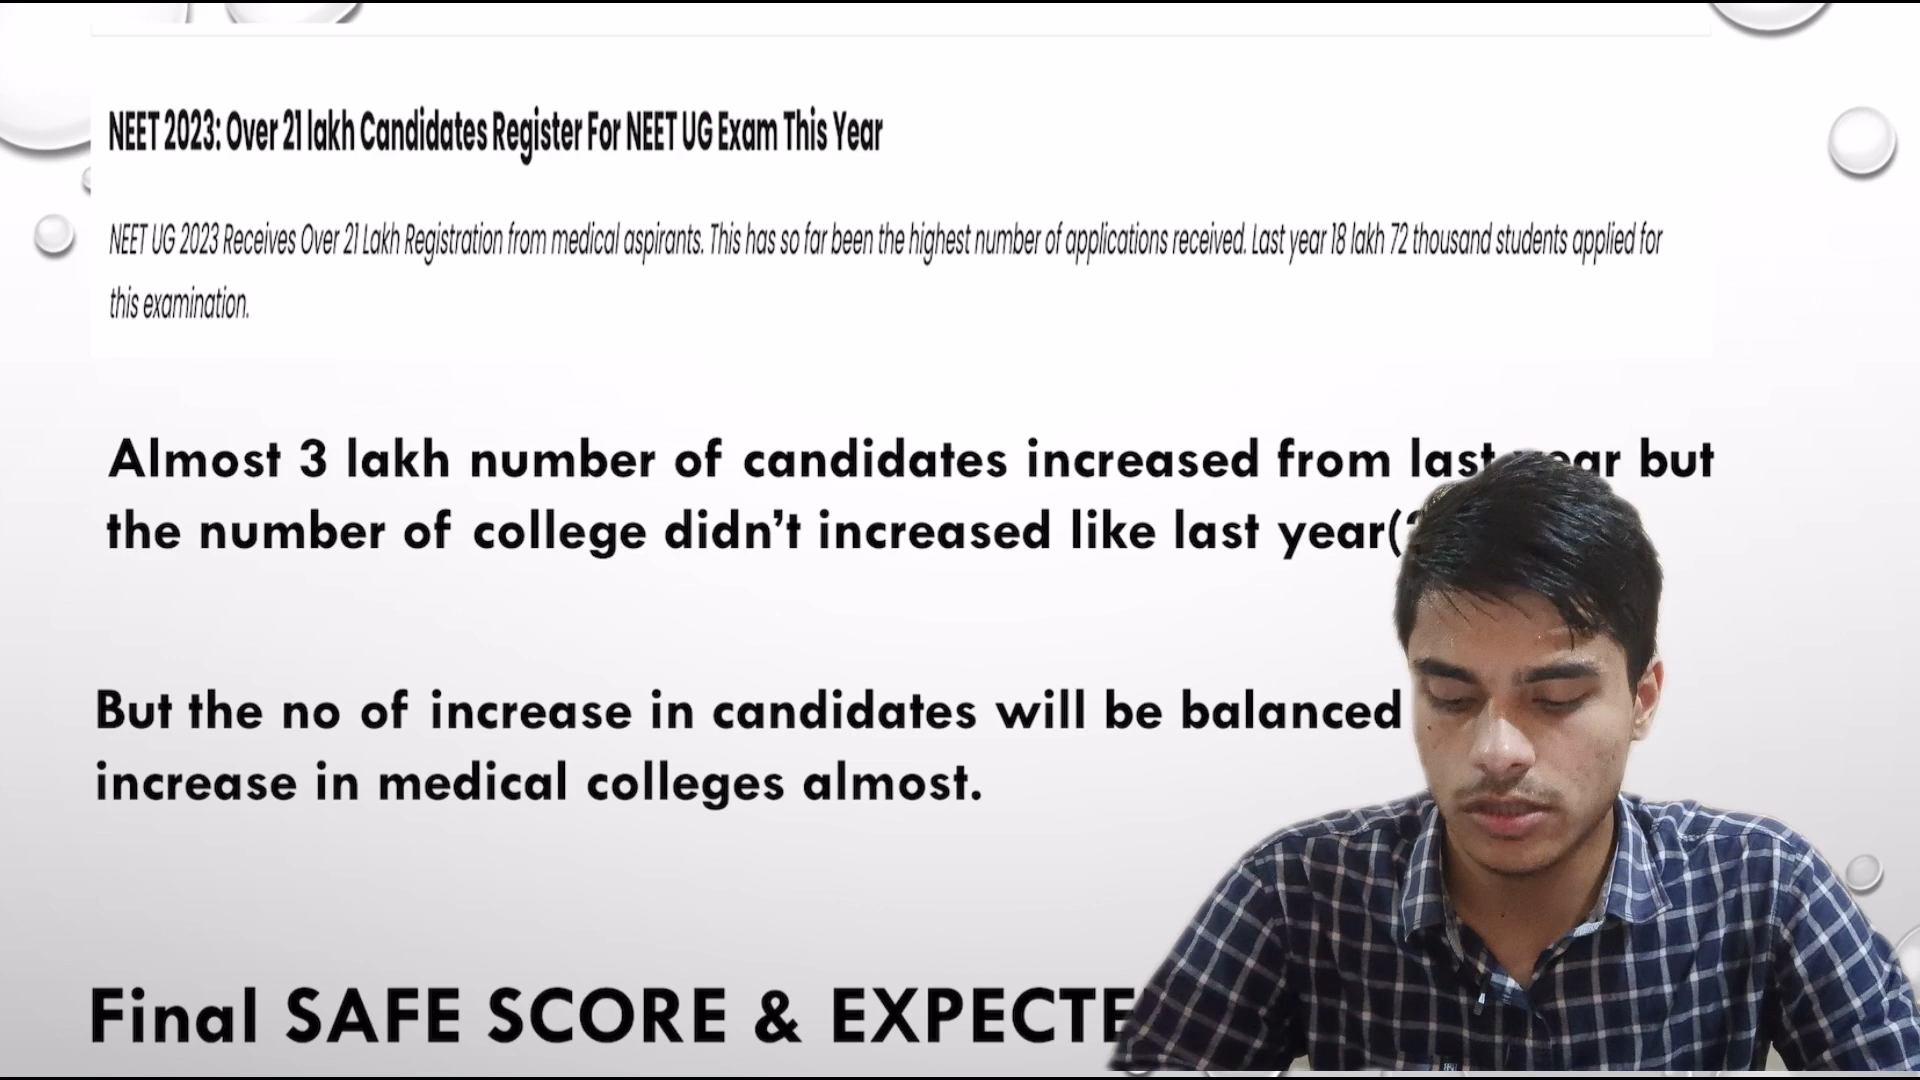 NEET 2023: Over 21 lakh Candidates Register For NEET UG Exam This Year
NEET UG 2023 Receives Over 21 Lakh Registration from medical aspirants. This has so far been the highest number of applications received. Last year 18 lakh 72 thousand students applied for
this examination.
Almost 3 lakh number of candidates increased from last but
the number of college didn’t increased like last year(
But the no of increase in candidates will be balanced
increase in medical colleges almost.
Final SAFE SCORE &